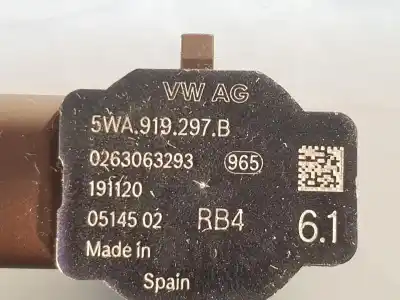 VW AG
5WA.919.297.B
0263063293 965
191120
05145 02 RB4 6.1
Made in
Spain